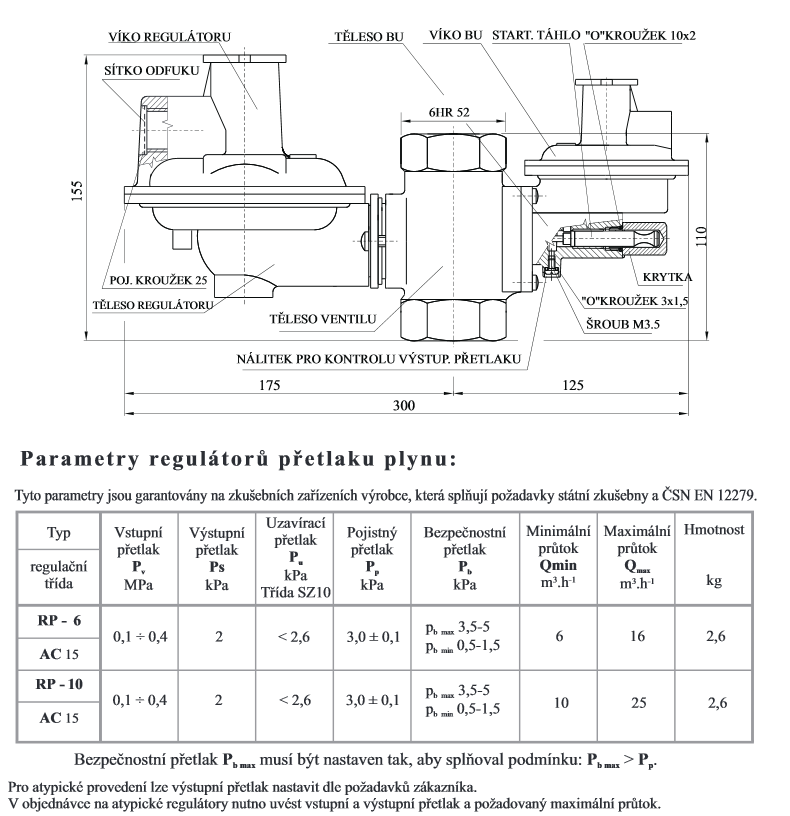 VÍKO REGULÁTORU
TĚLESO BU
VÍKO BU
START. TÁHLO
"O"KROUŽEK 10x2
SÍTKO ODFUKU
6HR 52
155
110
POJ. KROUŽEK 25
TĚLESO REGULÁTORU
TĚLESO VENTILU
KRYTKA
"O"KROUŽEK 3x1,5
ŠROUB M3.5
NÁLITEK PRO KONTROLU VÝSTUP. PŘETLAKU
175
125
300
Parametry regulátorů přetlaku plynu:
Tyto parametry jsou garantovány na zkušebních zařízeních výrobce, která splňují požadavky státní zkušebny a ČSN EN 12279.
Typ
regulační
třída
Vstupní
přetlak
Pv
MPa
Výstupní
přetlak
Ps
kPa
Uzavírací
přetlak
Pu
kPa
Třída SZ10
Pojistný
přetlak
Pp
kPa
Bezpečnostní
přetlak
Pb
kPa
Minimální
průtok
Qmin
m³.h-¹
Maximální
průtok
Qmax
m³.h-¹
Hmotnost
kg
RP - 6
AC 15
0,1 ÷ 0,4
2
< 2,6
3,0 ± 0,1
pb max 3,5-5
pb min 0,5-1,5
6
16
2,6
RP - 10
AC 15
0,1 ÷ 0,4
2
< 2,6
3,0 ± 0,1
pb max 3,5-5
pb min 0,5-1,5
10
25
2,6
Bezpečnostní přetlak Pb max musí být nastaven tak, aby splňoval podmínku: Pb max > Pp.
Pro atypické provedení lze výstupní přetlak nastavit dle požadavků zákazníka.
V objednávce na atypické regulátory nutno uvést vstupní a výstupní přetlak a požadovaný maximální průtok.